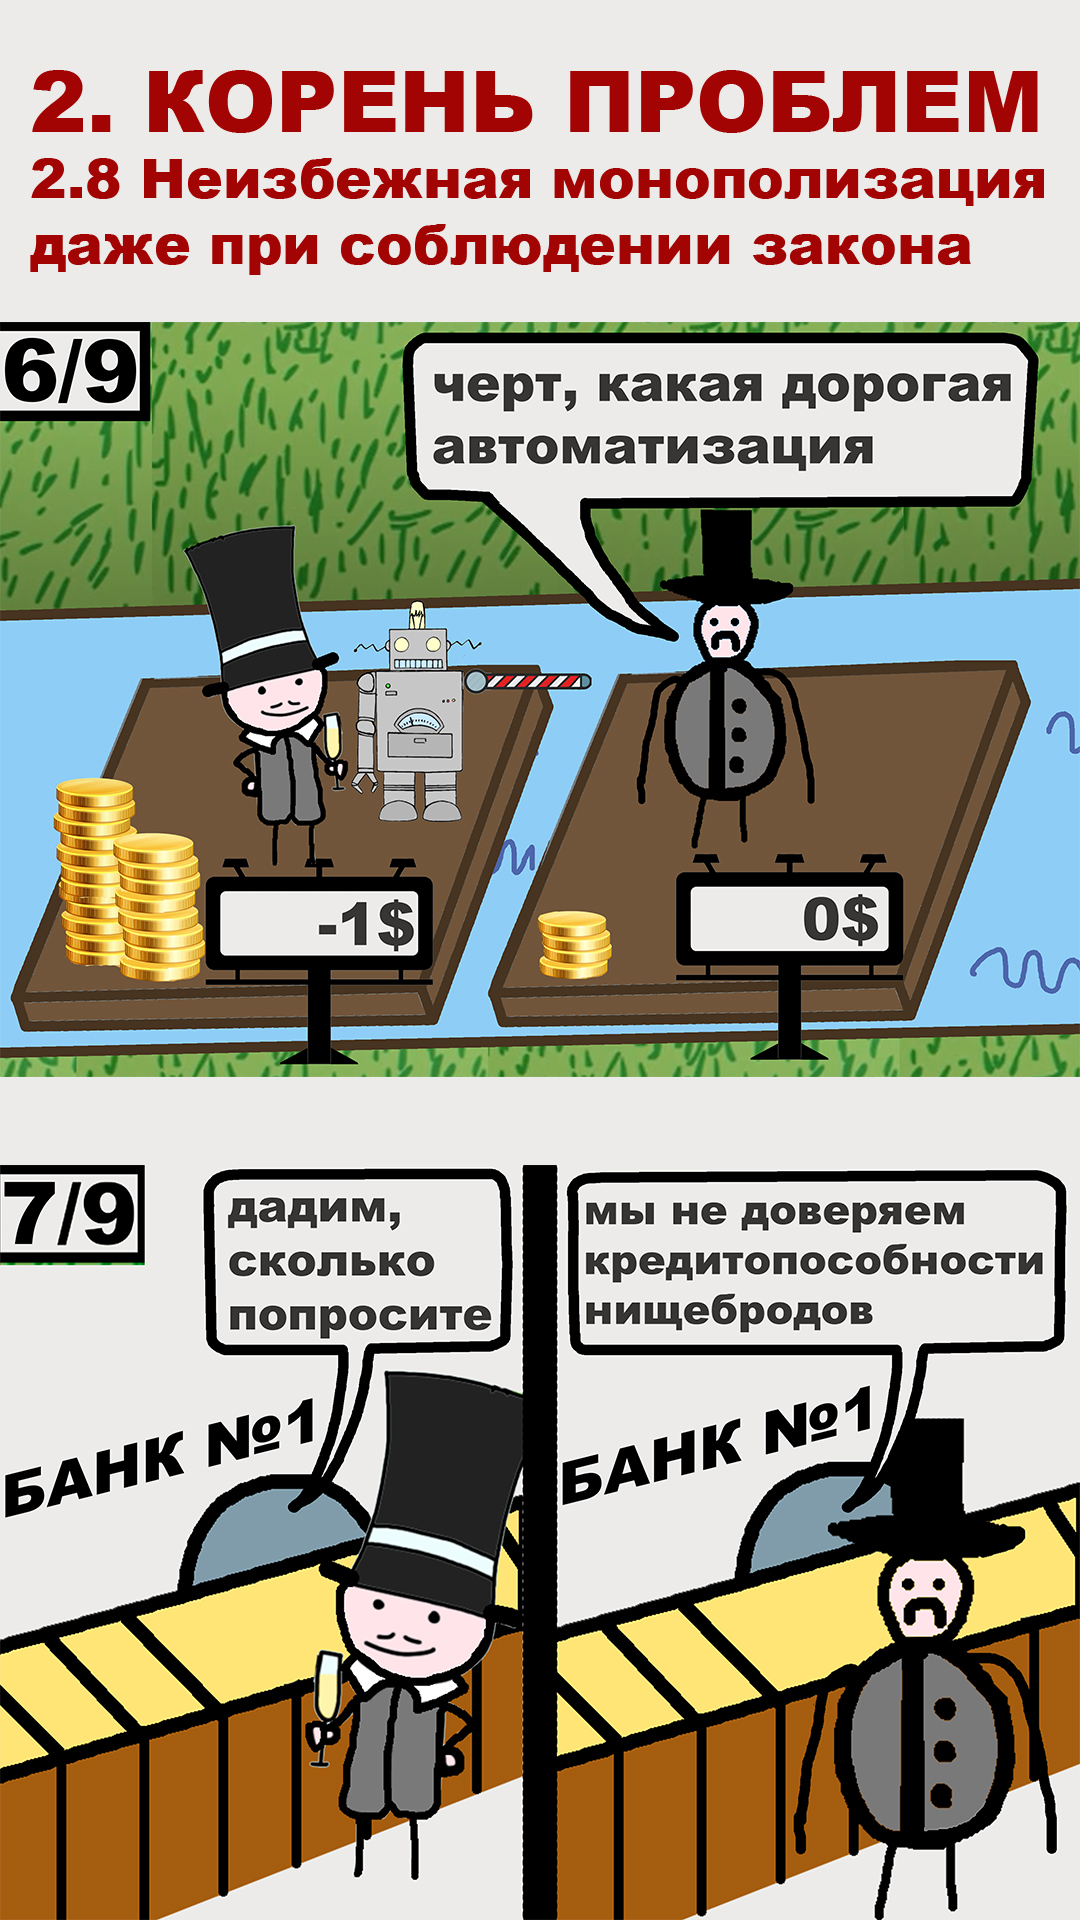 2. КОРЕНЬ ПРОБЛЕМ
2.8 Неизбежная монополизация
даже при соблюдении закона
6/9
черт, какая дорогая
автоматизация
-1$
0$
7/9
дадим,
сколько
попросите
БАНК №1
мы не доверяем
кредитопособности
нищебродов
БАНК №1